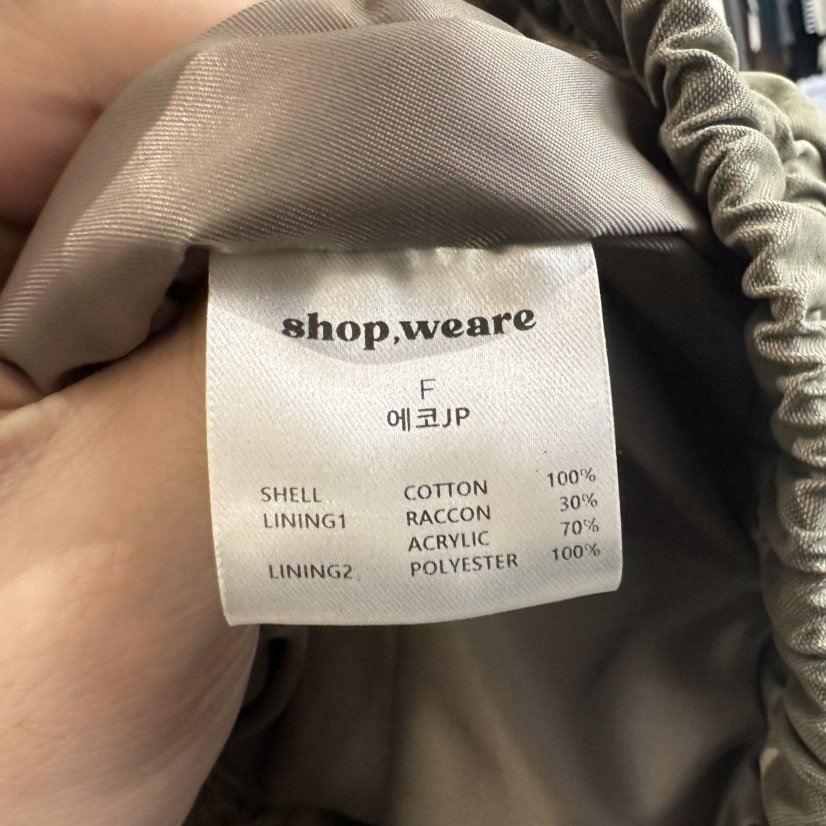 shop,weare
F
에코JP
SHELL COTTON 100%
LINING1 RACCON 30%
ACRYLIC 70%
LINING2 POLYESTER 100%